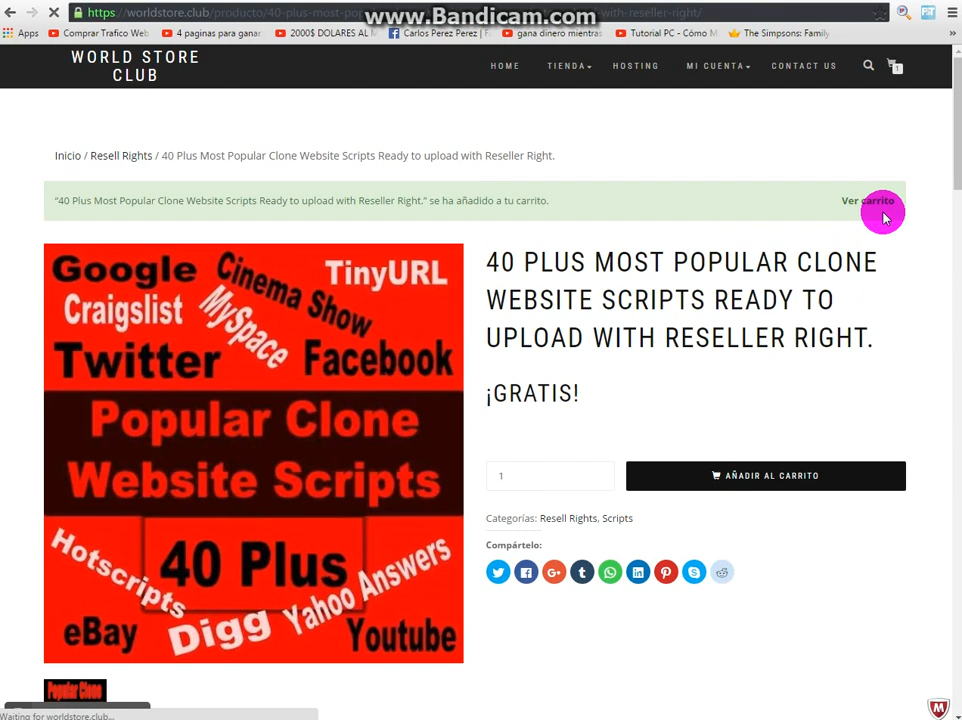 www.Bandicam.com
https://worldstore.club/producto/40-plus-most-pop with-reseller-right/
Apps Comprar Trafico Web 4 paginas para ganar 2000$ DOLARES AL M Carlos Perez Perez | F gana dinero mientras Tutorial PC - Cómo M The Simpsons: Family »
WORLD STORE
CLUB
HOME TIENDA HOSTING MI CUENTA CONTACT US 1
Inicio / Resell Rights / 40 Plus Most Popular Clone Website Scripts Ready to upload with Reseller Right.
“40 Plus Most Popular Clone Website Scripts Ready to upload with Reseller Right.” se ha añadido a tu carrito. Ver carrito
Google
Cinema Show
TinyURL
Craigslist
MySpace
Twitter
Facebook
Popular Clone
Website Scripts
Hotscripts
40 Plus
Yahoo Answers
eBay
Digg
Youtube
Popular Clone
40 PLUS MOST POPULAR CLONE
WEBSITE SCRIPTS READY TO
UPLOAD WITH RESELLER RIGHT.
¡GRATIS!
1 AÑADIR AL CARRITO
Categorías: Resell Rights, Scripts
Compártelo:
Waiting for worldstore.club...